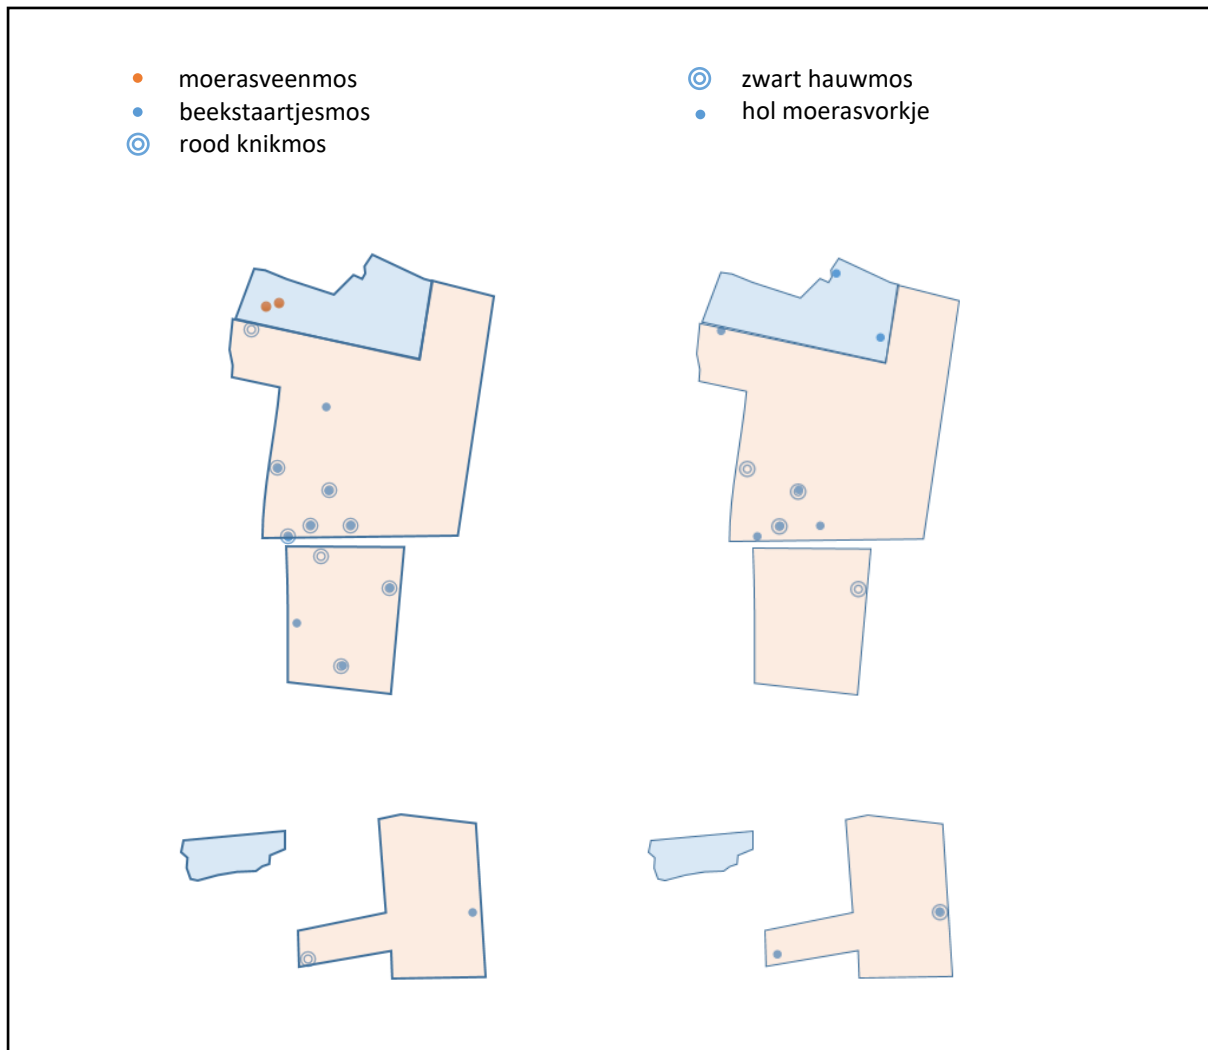 moerasveenmos
beekstaartjesmos
rood knikmos
zwart hauwmos
hol moerasvorkje